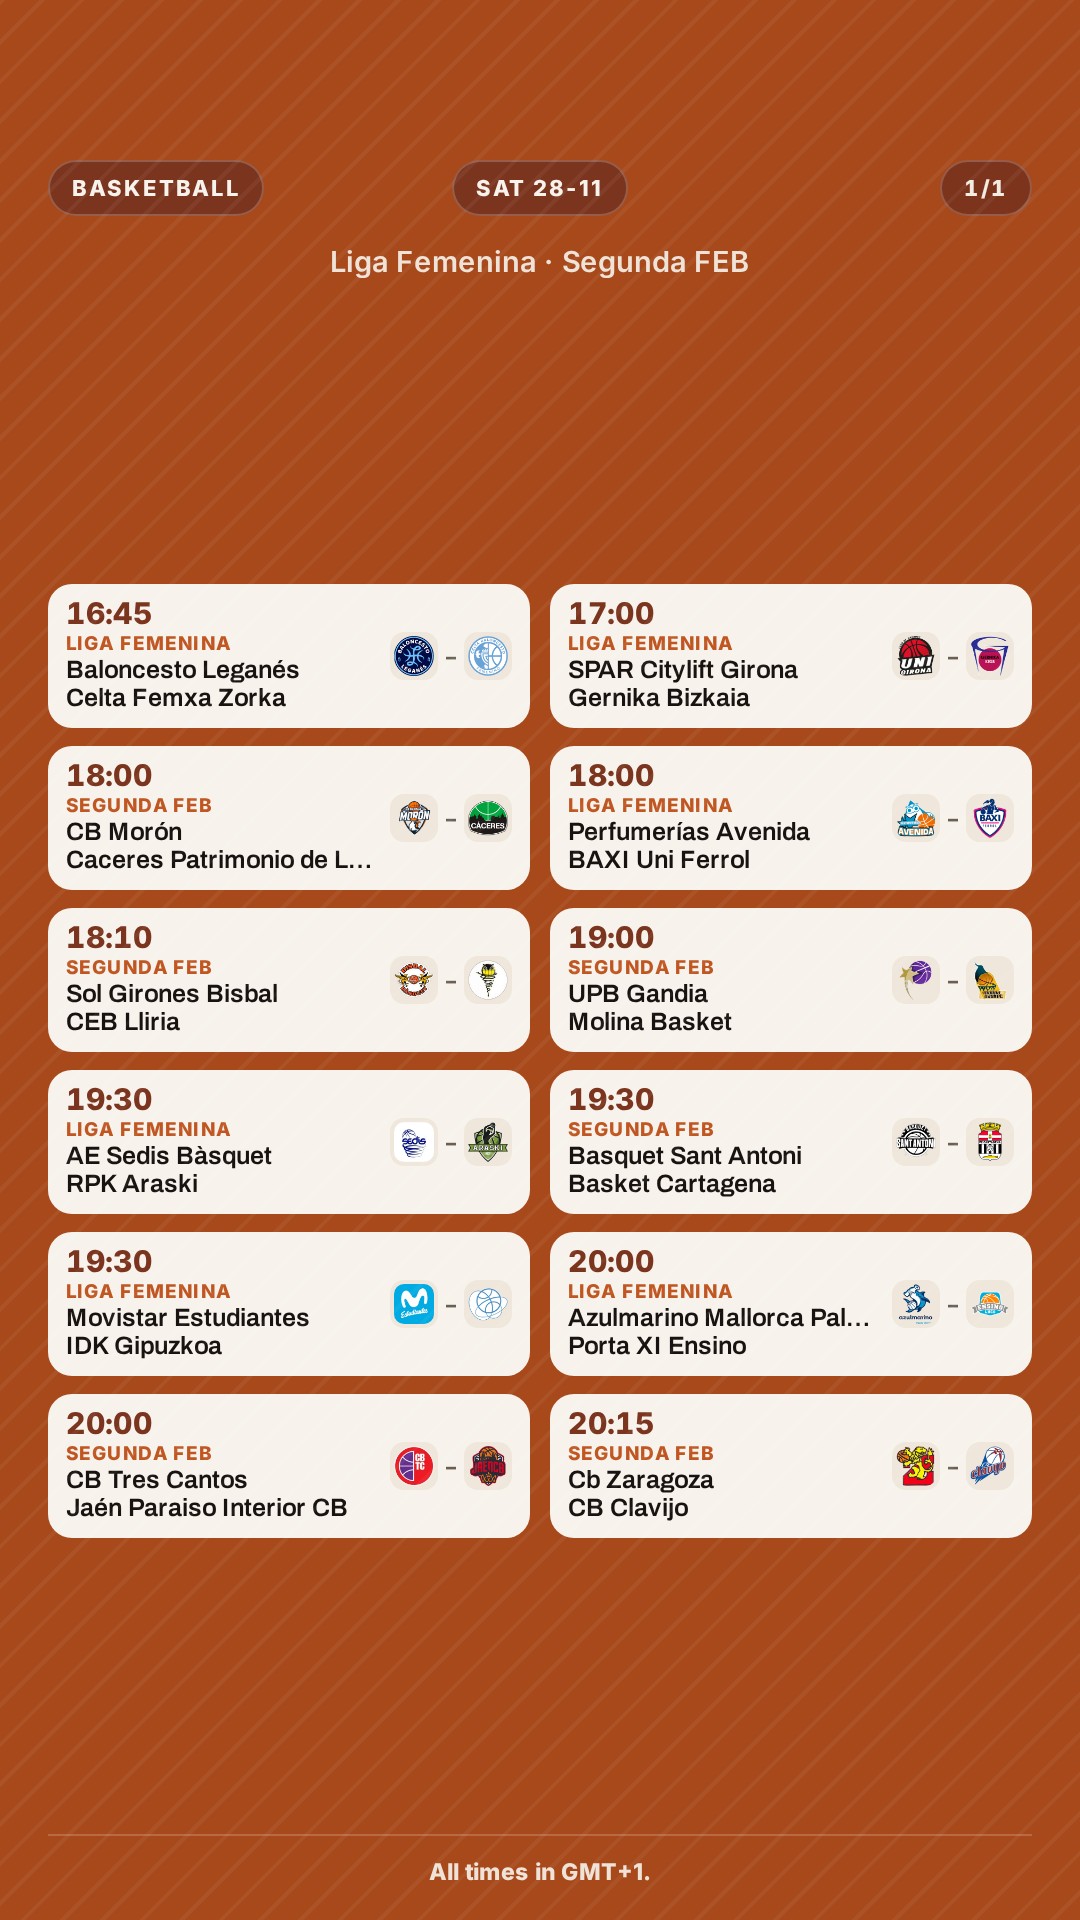 BASKETBALL
SAT 28-11
1/1
Liga Femenina · Segunda FEB
16:45
LIGA FEMENINA
Baloncesto Leganés
Celta Femxa Zorka
17:00
LIGA FEMENINA
SPAR Citylift Girona
Gernika Bizkaia
18:00
SEGUNDA FEB
CB Morón
Caceres Patrimonio de L...
18:00
LIGA FEMENINA
Perfumerías Avenida
BAXI Uni Ferrol
18:10
SEGUNDA FEB
Sol Girones Bisbal
CEB Lliria
19:00
SEGUNDA FEB
UPB Gandia
Molina Basket
19:30
LIGA FEMENINA
AE Sedis Bàsquet
RPK Araski
19:30
SEGUNDA FEB
Basquet Sant Antoni
Basket Cartagena
19:30
LIGA FEMENINA
Movistar Estudiantes
IDK Gipuzkoa
20:00
LIGA FEMENINA
Azulmarino Mallorca Pal...
Porta XI Ensino
20:00
SEGUNDA FEB
CB Tres Cantos
Jaén Paraiso Interior CB
20:15
SEGUNDA FEB
Cb Zaragoza
CB Clavijo
All times in GMT+1.